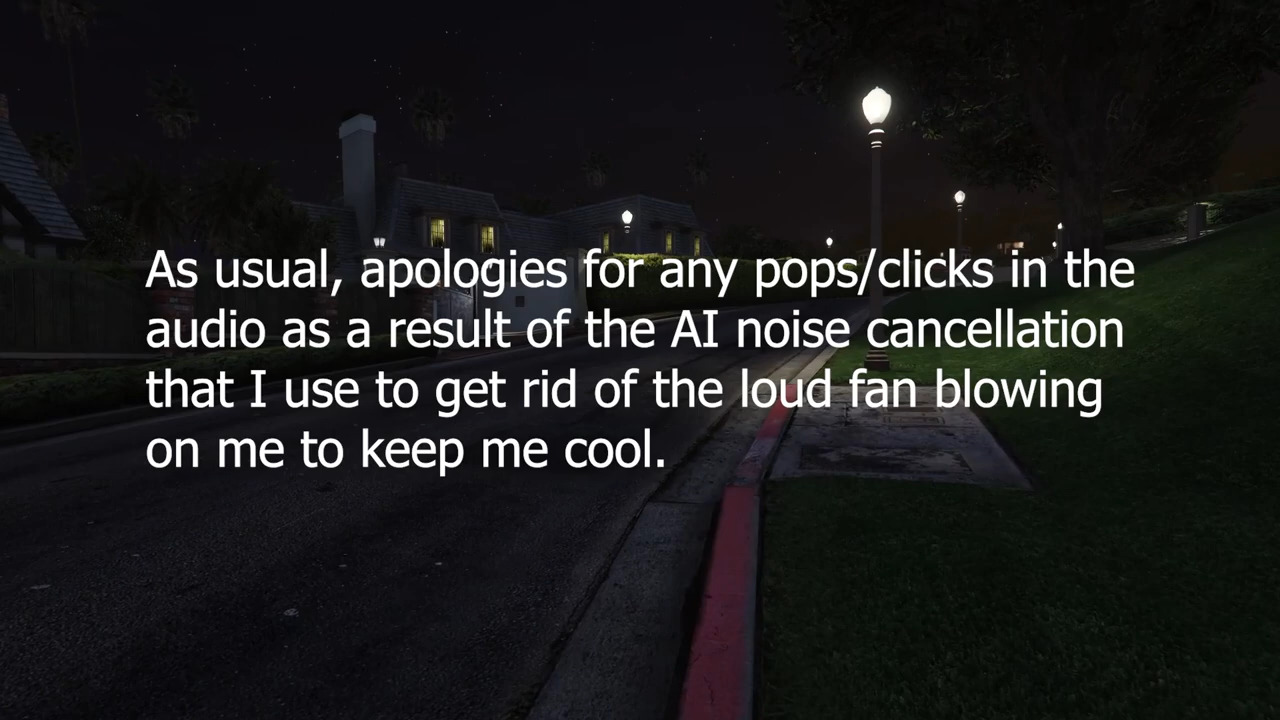 As usual, apologies for any pops/clicks in the
audio as a result of the AI noise cancellation
that I use to get rid of the loud fan blowing
on me to keep me cool.